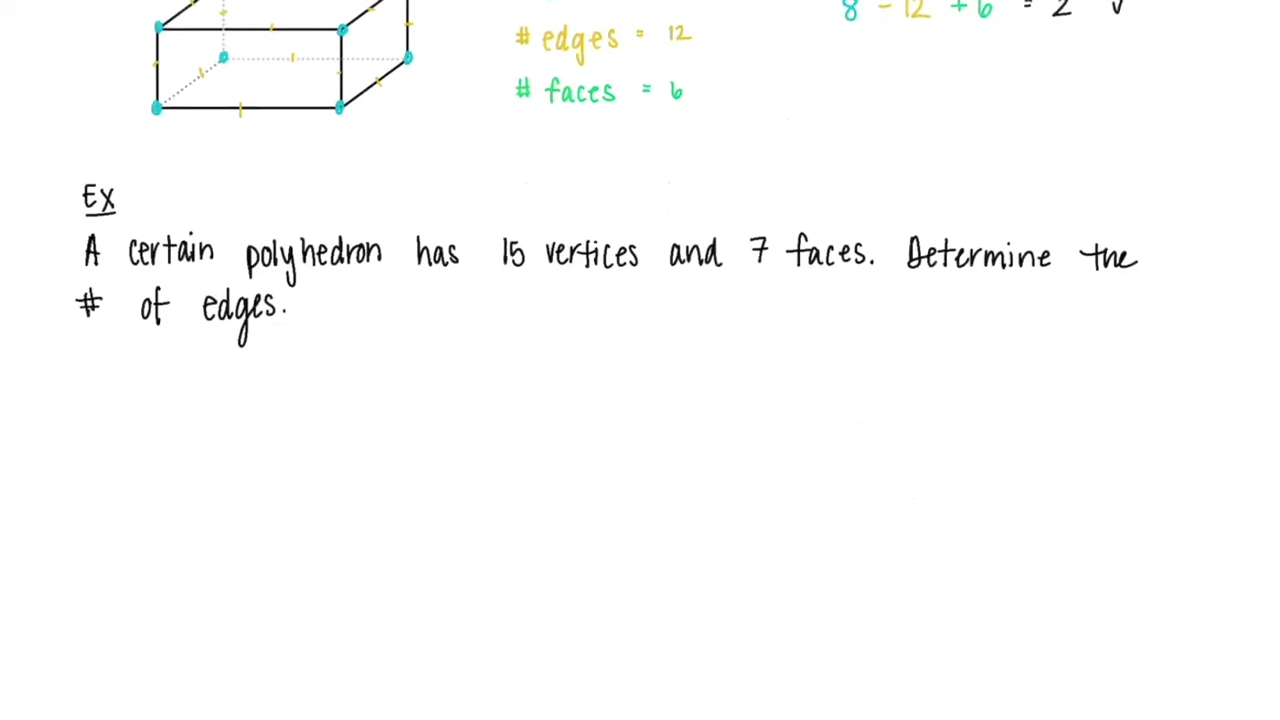 8 - 12 + 6 = 2 ✓
# edges = 12
# faces = 6
Ex
A certain polyhedron has 15 vertices and 7 faces. Determine the
# of edges.